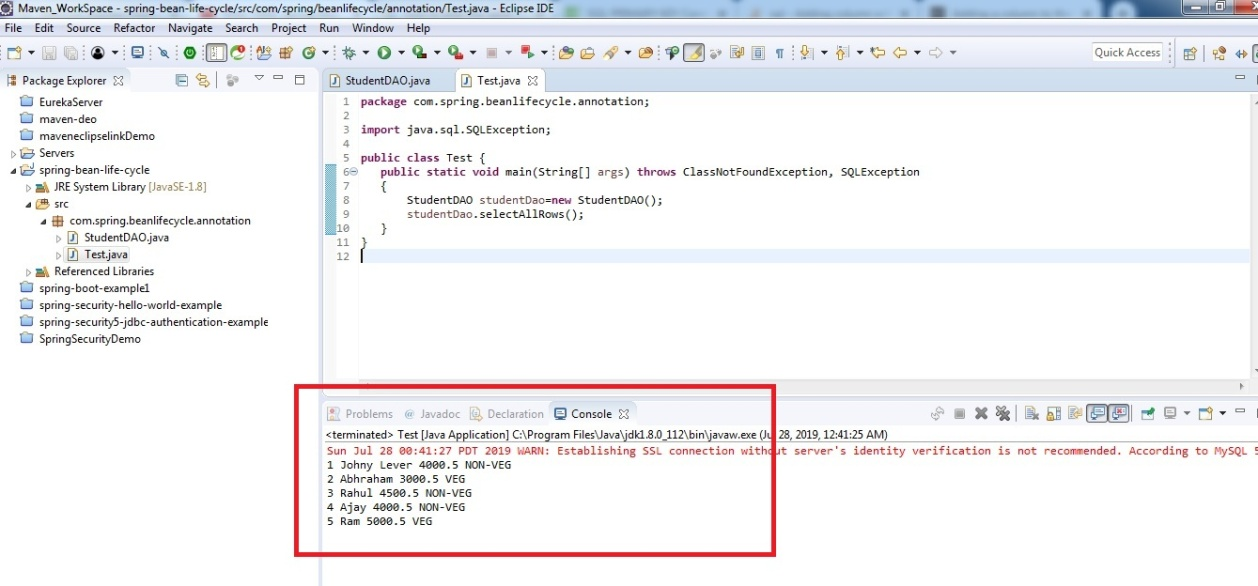 Maven_WorkSpace - spring-bean-life-cycle/src/com/spring/beanlifecycle/annotation/Test.java - Eclipse IDE
File Edit Source Refactor Navigate Search Project Run Window Help
Quick Access
Package Explorer
EurekaServer
maven-deo
maveneclipselinkDemo
Servers
spring-bean-life-cycle
JRE System Library [JavaSE-1.8]
src
com.spring.beanlifecycle.annotation
StudentDAO.java
Test.java
Referenced Libraries
spring-boot-example1
spring-security-hello-world-example
spring-security5-jdbc-authentication-example
SpringSecurityDemo
StudentDAO.java Test.java
1 package com.spring.beanlifecycle.annotation;
2
3 import java.sql.SQLException;
4
5 public class Test {
6 public static void main(String[] args) throws ClassNotFoundException, SQLException
7 {
8 StudentDAO studentDao=new StudentDAO();
9 studentDao.selectAllRows();
10 }
11 }
12
Problems @ Javadoc Declaration Console
<terminated> Test [Java Application] C:\Program Files\Java\jdk1.8.0_112\bin\javaw.exe (Jul 28, 2019, 12:41:25 AM)
Sun Jul 28 00:41:27 PDT 2019 WARN: Establishing SSL connection without server's identity verification is not recommended. According to MySQL 5
1 Johny Lever 4000.5 NON-VEG
2 Abhraham 3000.5 VEG
3 Rahul 4500.5 NON-VEG
4 Ajay 4000.5 NON-VEG
5 Ram 5000.5 VEG